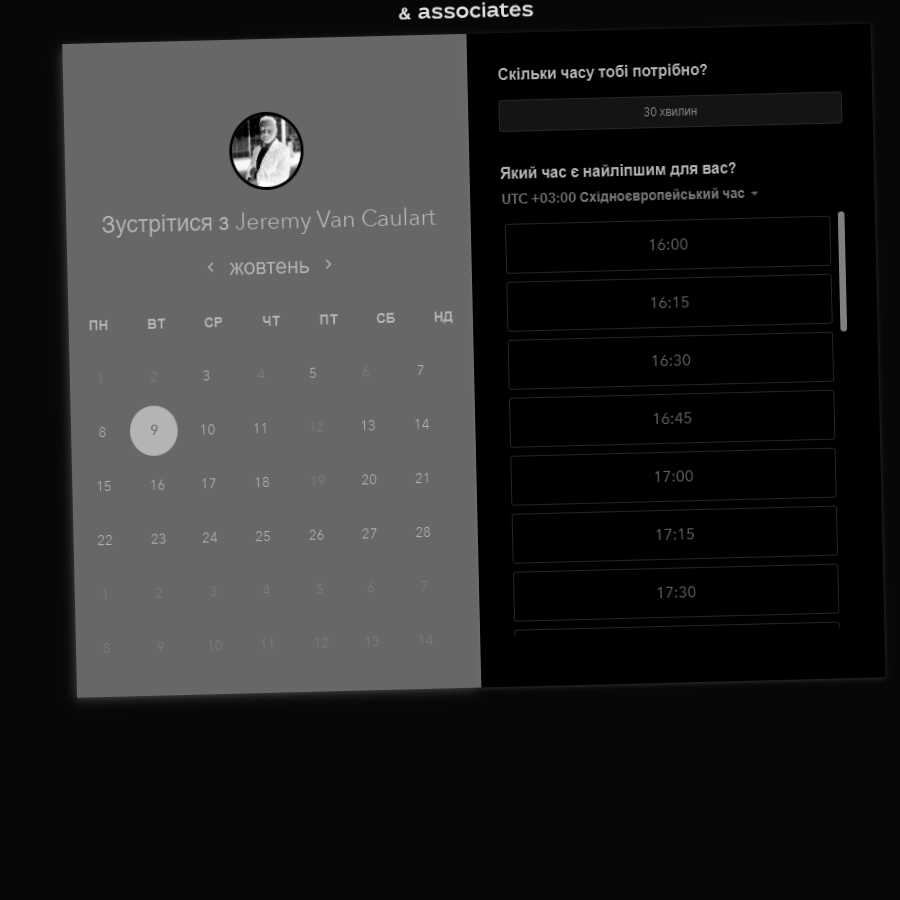 & associates
Зустрітися з Jeremy Van Caulart
жовтень
ПН ВТ СР ЧТ ПТ СБ НД
1 2 3 4 5 6 7
8 9 10 11 12 13 14
15 16 17 18 19 20 21
22 23 24 25 26 27 28
1 2 3 4 5 6 7
8 9 10 11 12 13 14
Скільки часу тобі потрібно?
30 хвилин
Який час є найліпшим для вас?
UTC +03:00 Східноєвропейський час
16:00
16:15
16:30
16:45
17:00
17:15
17:30